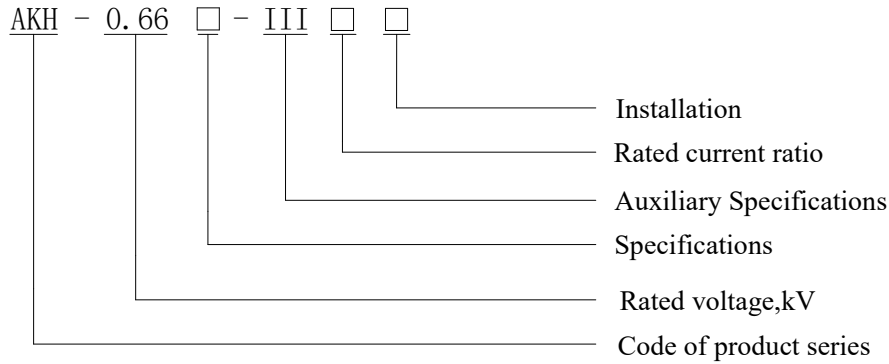 AKH - 0.66 □ - III □ □
Installation
Rated current ratio
Auxiliary Specifications
Specifications
Rated voltage,kV
Code of product series